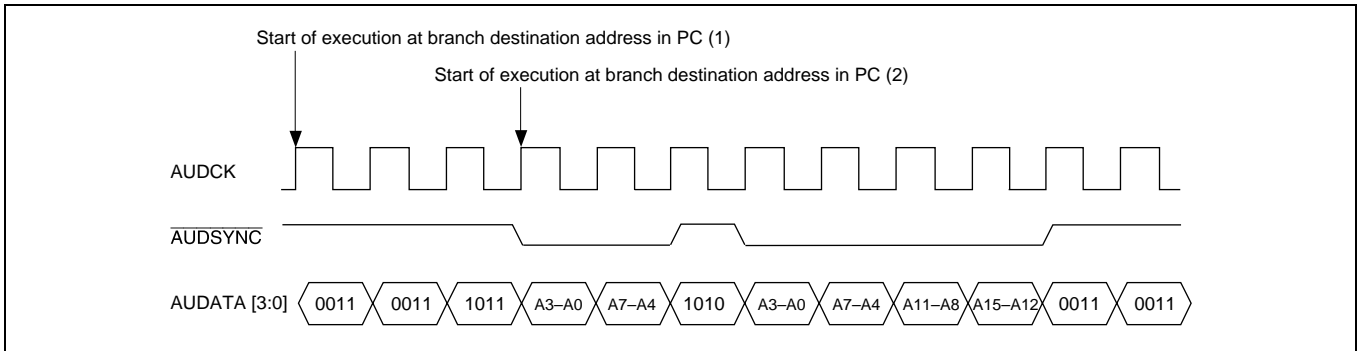 Start of execution at branch destination address in PC (1)
Start of execution at branch destination address in PC (2)
AUDCK
AUDSYNC
AUDATA [3:0] 0011 0011 1011 A3–A0 A7–A4 1010 A3–A0 A7–A4 A11–A8 A15–A12 0011 0011